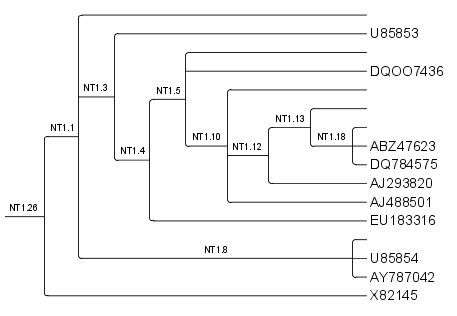 U85853
NT1.3
DQOO7436
NT1.5
NT1.13
NT1.1
NT1.10
NT1.18
ABZ47623
NT1.4
NT1.12
DQ784575
AJ293820
AJ488501
NT1.26
EU183316
NT1.8
U85854
AY787042
X82145